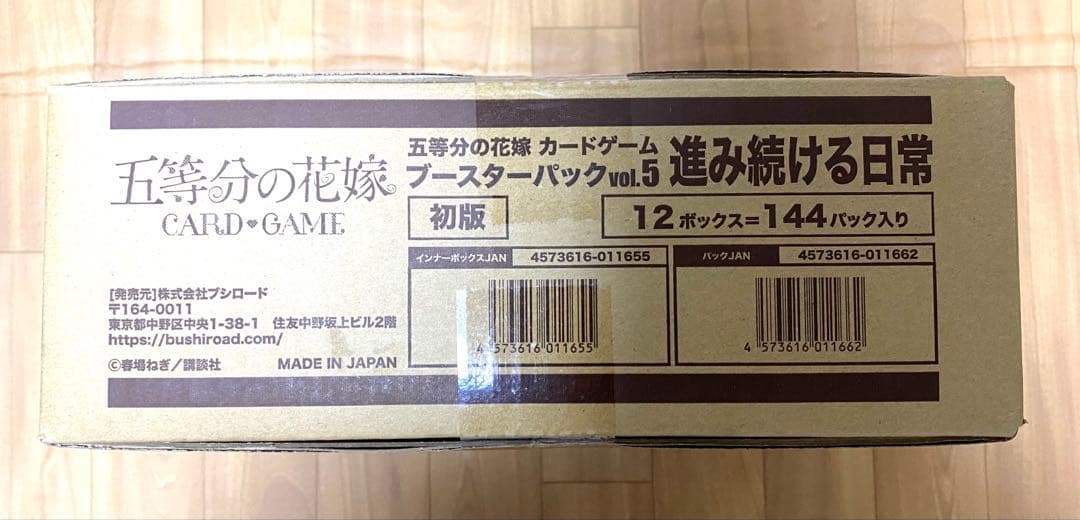 五等分の花嫁
CARD♥GAME
五等分の花嫁 カードゲーム
ブースターパックvol.5 進み続ける日常
初版
12ボックス=144パック入り
インナーボックスJAN 4573616-011655
4 573616 011655
パックJAN 4573616-011662
4 573616 011662
[発売元]株式会社ブシロード
〒164-0011
東京都中野区中央1-38-1 住友中野坂上ビル2階
https://bushiroad.com/
©春場ねぎ/講談社 MADE IN JAPAN